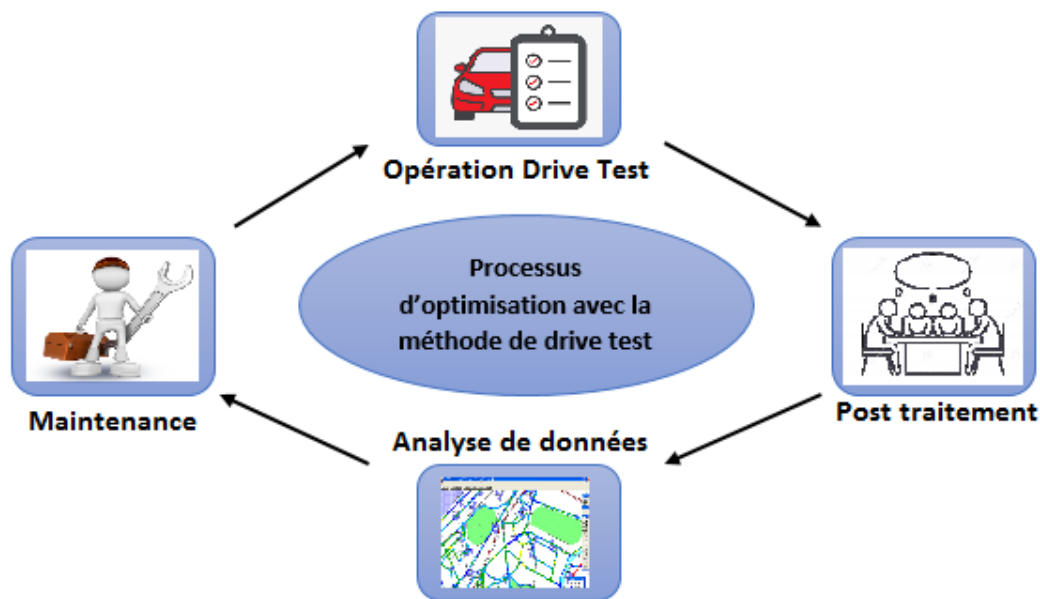 Opération Drive Test
Processus
d'optimisation avec la
méthode de drive test
Maintenance
Post traitement
Analyse de données